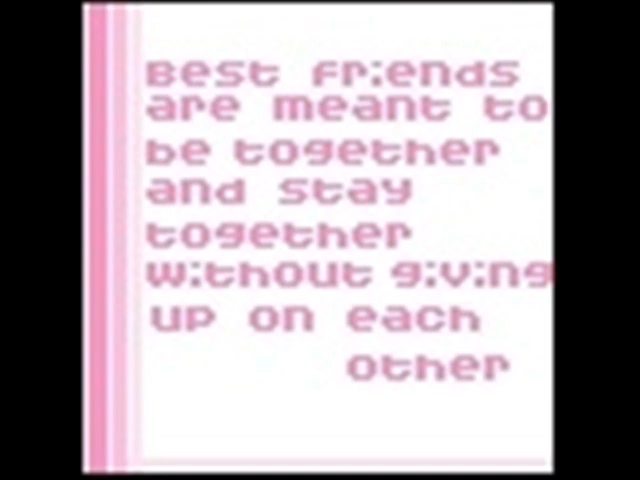 Best friends
are meant to
be together
and stay
together
without giving
up on each
other